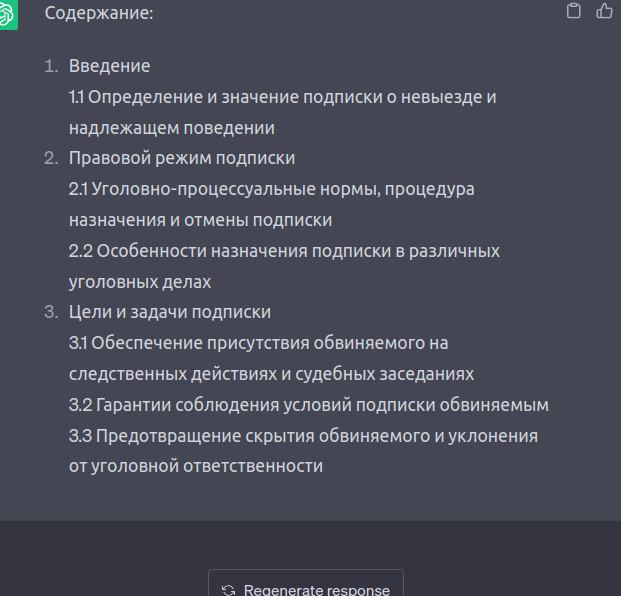 Содержание:
1. Введение
1.1 Определение и значение подписки о невыезде и
надлежащем поведении
2. Правовой режим подписки
2.1 Уголовно-процессуальные нормы, процедура
назначения и отмены подписки
2.2 Особенности назначения подписки в различных
уголовных делах
3. Цели и задачи подписки
3.1 Обеспечение присутствия обвиняемого на
следственных действиях и судебных заседаниях
3.2 Гарантии соблюдения условий подписки обвиняемым
3.3 Предотвращение скрытия обвиняемого и уклонения
от уголовной ответственности
Regenerate response